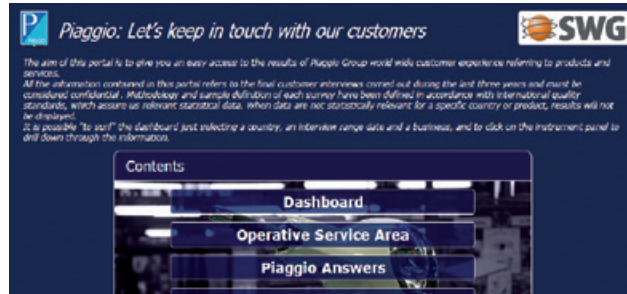 Piaggio: Let's keep in touch with our customers
SWG
The aim of this portal is to give you an easy access to the results of Piaggio Group world wide customer experience referring to products and
services.
All the information contained in this portal refers to the final customer interviews carried out during the last three years and must be
considered confidential. Methodology and sample definition of each survey have been defined in accordance with international quality
standards, which assure us relevant statistical data. When data are not statistically relevant for a specific country or product, results will not
be displayed.
It is possible "to surf" the dashboard just selecting a country, an interview range date and a business, and to click on the instrument panel to
drill down through the information.
Contents
Dashboard
Operative Service Area
Piaggio Answers